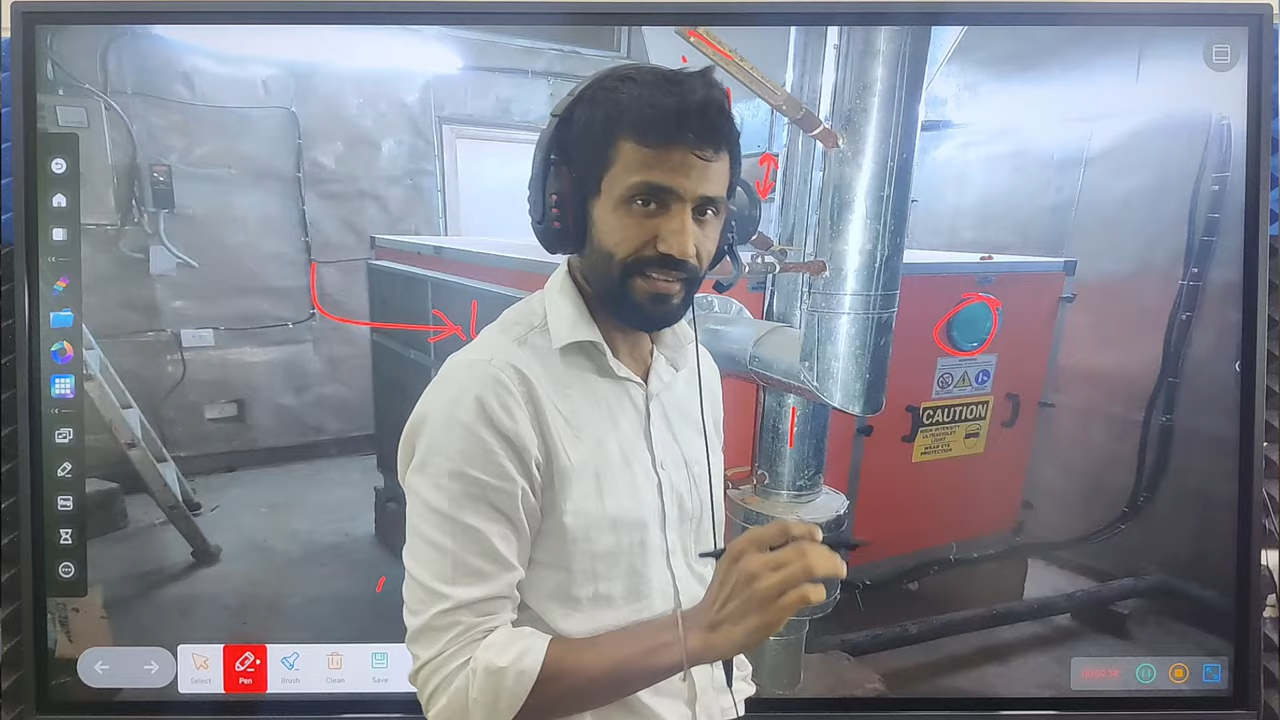 CAUTION
HIGH INTENSITY
ULTRAVIOLET
LIGHT
WEAR EYE
PROTECTION
Select
Pen
Brush
Clean
Save